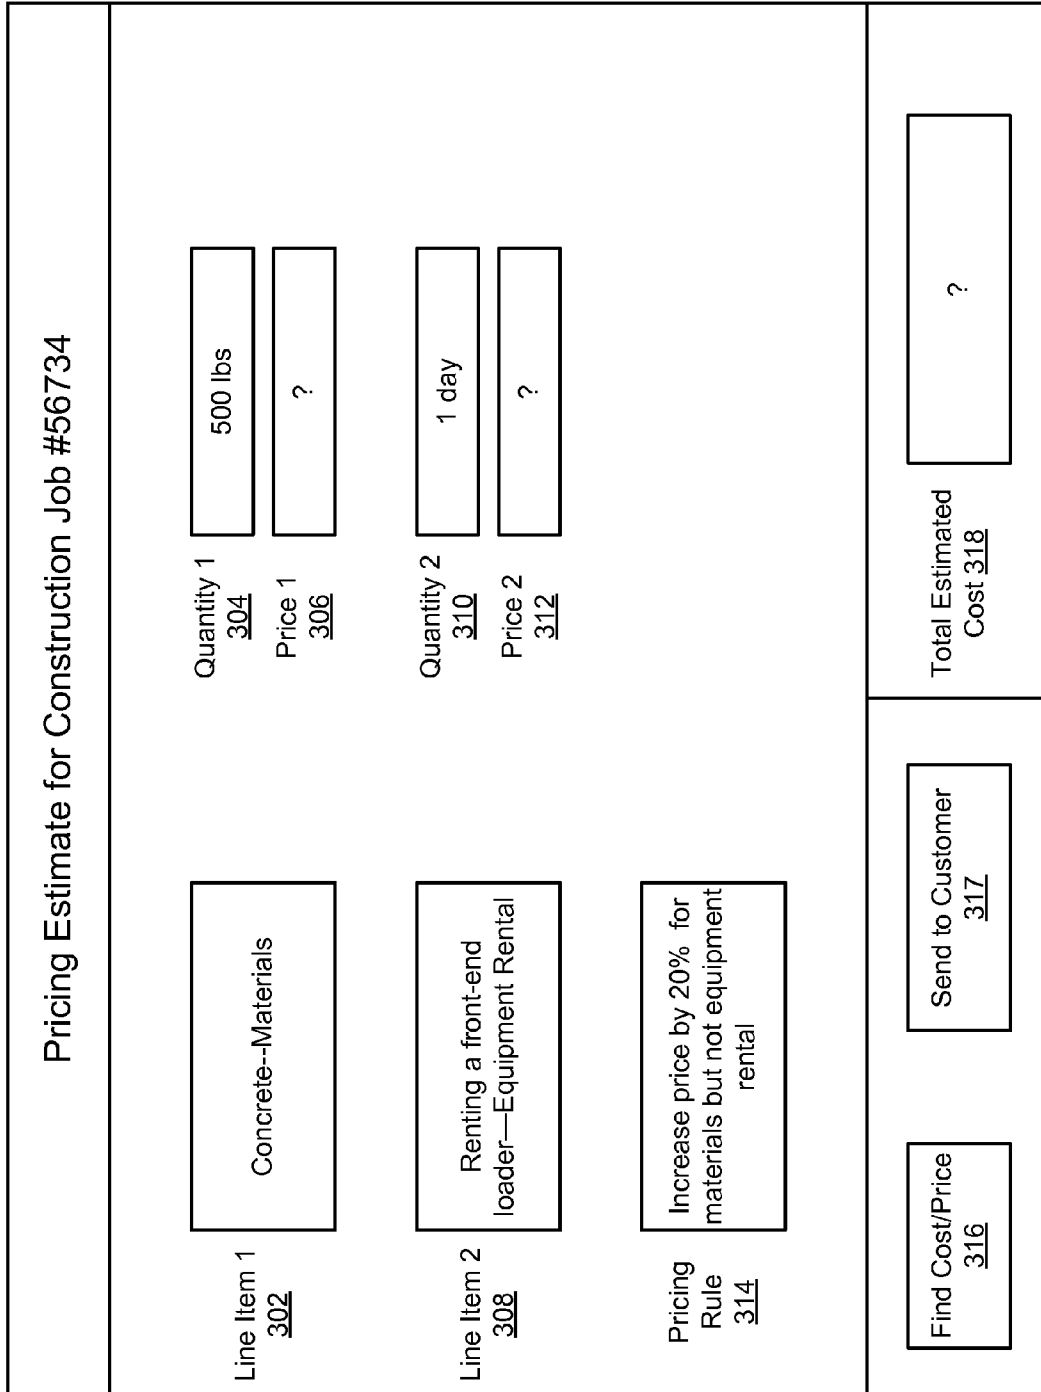 Pricing Estimate for Construction Job #56734
Line Item 1
302
Concrete--Materials
Quantity 1
304
500 lbs
Price 1
306
?
Line Item 2
308
Renting a front-end
loader—Equipment Rental
Quantity 2
310
1 day
Price 2
312
?
Pricing
Rule
314
Increase price by 20% for
materials but not equipment
rental
Find Cost/Price
316
Send to Customer
317
Total Estimated
Cost 318
?